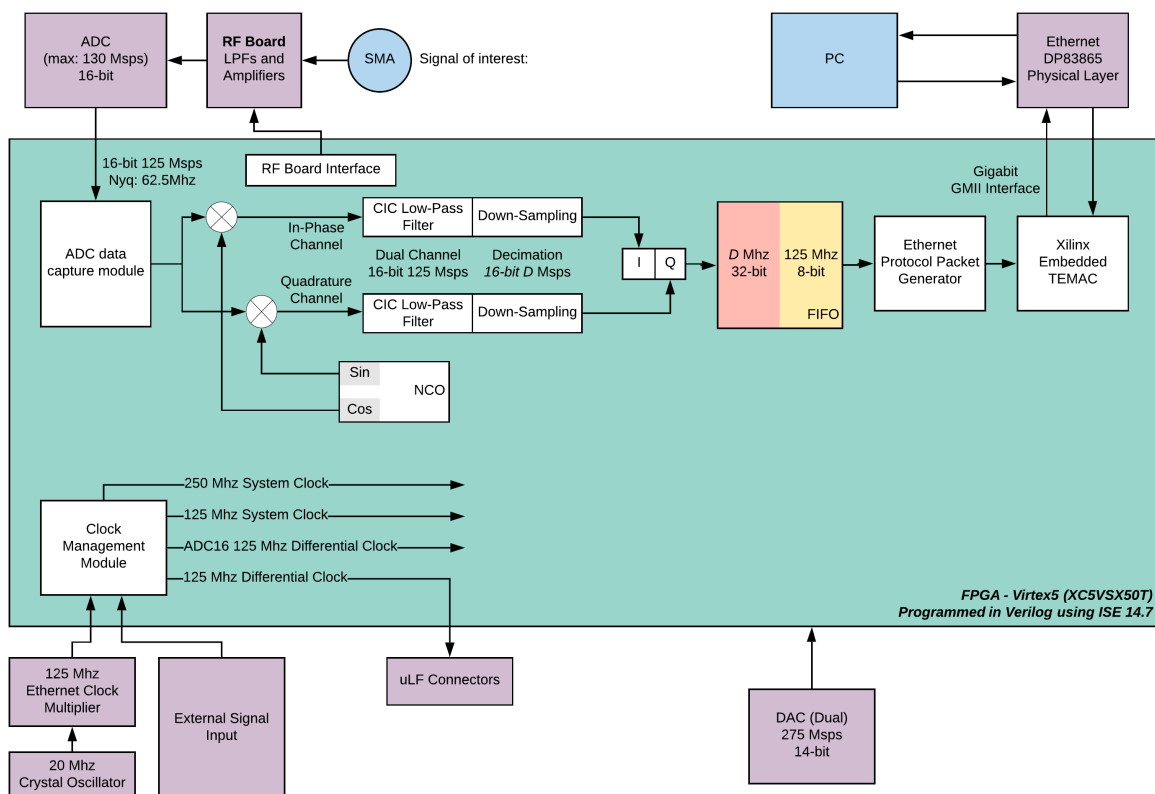 ADC
(max: 130 Msps)
16-bit
RF Board
LPFs and
Amplifiers
SMA
Signal of interest:
PC
Ethernet
DP83865
Physical Layer
16-bit 125 Msps
Nyq: 62.5Mhz
RF Board Interface
Gigabit
GMII Interface
ADC data
capture module
In-Phase
Channel
CIC Low-Pass
Filter
Down-Sampling
Dual Channel
16-bit 125 Msps
Decimation
16-bit D Msps
Quadrature
Channel
CIC Low-Pass
Filter
Down-Sampling
I
Q
D Mhz
32-bit
125 Mhz
8-bit
FIFO
Ethernet
Protocol Packet
Generator
Xilinx
Embedded
TEMAC
Sin
NCO
Cos
250 Mhz System Clock
125 Mhz System Clock
ADC16 125 Mhz Differential Clock
125 Mhz Differential Clock
Clock
Management
Module
FPGA - Virtex5 (XC5VSX50T)
Programmed in Verilog using ISE 14.7
125 Mhz
Ethernet Clock
Multiplier
20 Mhz
Crystal Oscillator
External Signal
Input
uLF Connectors
DAC (Dual)
275 Msps
14-bit